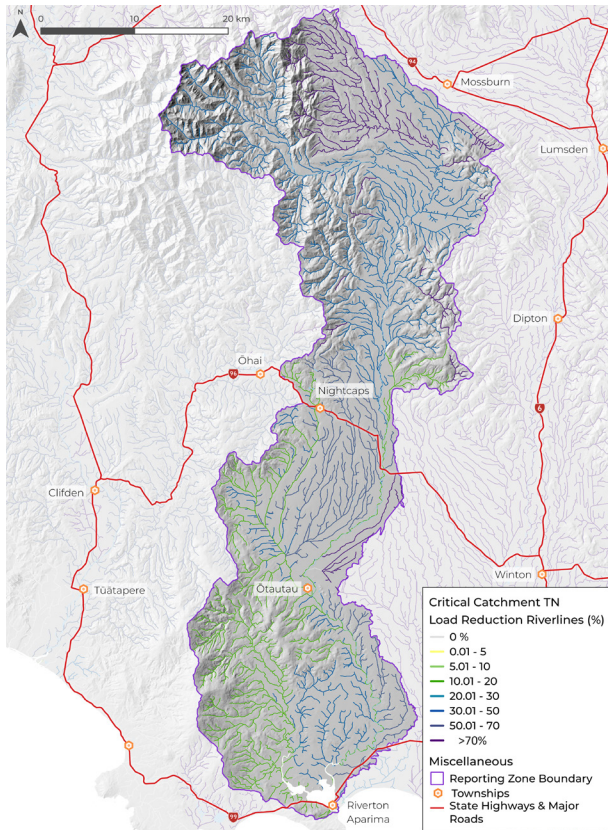 N
0
10
20 km
94
Mossburn
Lumsden
Dipton
Ōhai
96
Nightcaps
6
Clifden
Winton
Tūātapere
Ōtautau
Critical Catchment TN
Load Reduction Riverlines (%)
0 %
0.01 - 5
5.01 - 10
10.01 - 20
20.01 - 30
30.01 - 50
50.01 - 70
>70%
Miscellaneous
Reporting Zone Boundary
Townships
State Highways & Major
Roads
Riverton
Aparima
99